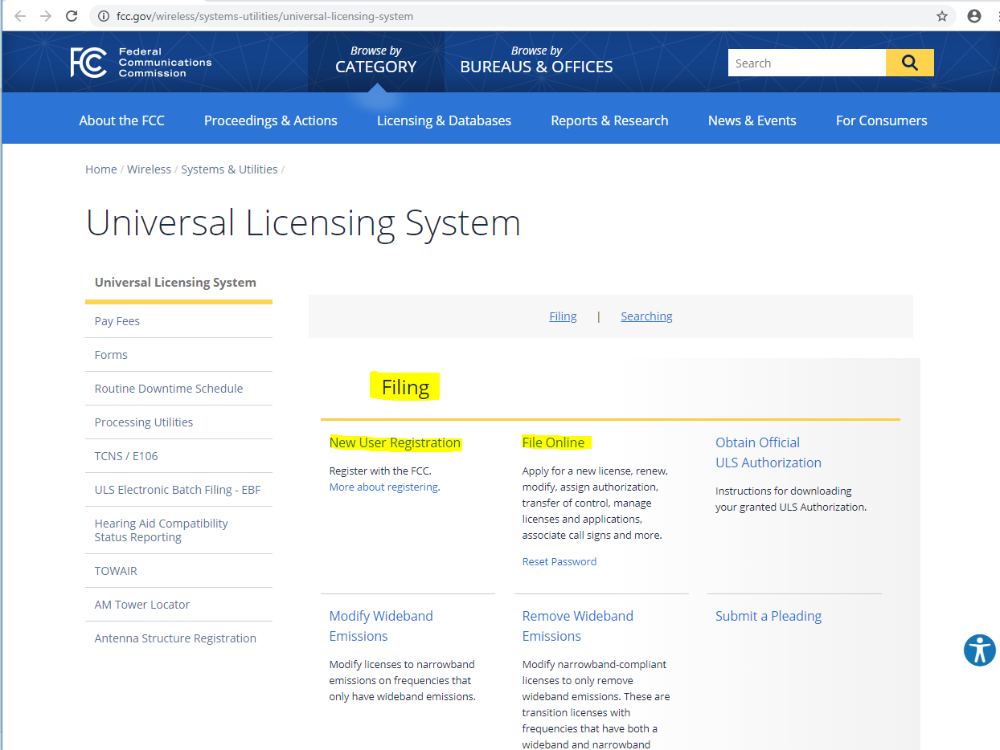 fcc.gov/wireless/systems-utilities/universal-licensing-system
FCC
Federal
Communications
Commission
Browse by
CATEGORY
Browse by
BUREAUS & OFFICES
Search
About the FCC
Proceedings & Actions
Licensing & Databases
Reports & Research
News & Events
For Consumers
Home / Wireless / Systems & Utilities /
Universal Licensing System
Universal Licensing System
Pay Fees
Forms
Routine Downtime Schedule
Processing Utilities
TCNS / E106
ULS Electronic Batch Filing - EBF
Hearing Aid Compatibility
Status Reporting
TOWAIR
AM Tower Locator
Antenna Structure Registration
Filing | Searching
Filing
New User Registration
Register with the FCC.
More about registering.
File Online
Apply for a new license, renew,
modify, assign authorization,
transfer of control, manage
licenses and applications,
associate call signs and more.
Reset Password
Obtain Official
ULS Authorization
Instructions for downloading
your granted ULS Authorization.
Modify Wideband
Emissions
Modify licenses to narrowband
emissions on frequencies that
only have wideband emissions.
Remove Wideband
Emissions
Modify narrowband-compliant
licenses to only remove
wideband emissions. These are
transition licenses with
frequencies that have both a
wideband and narrowband
Submit a Pleading